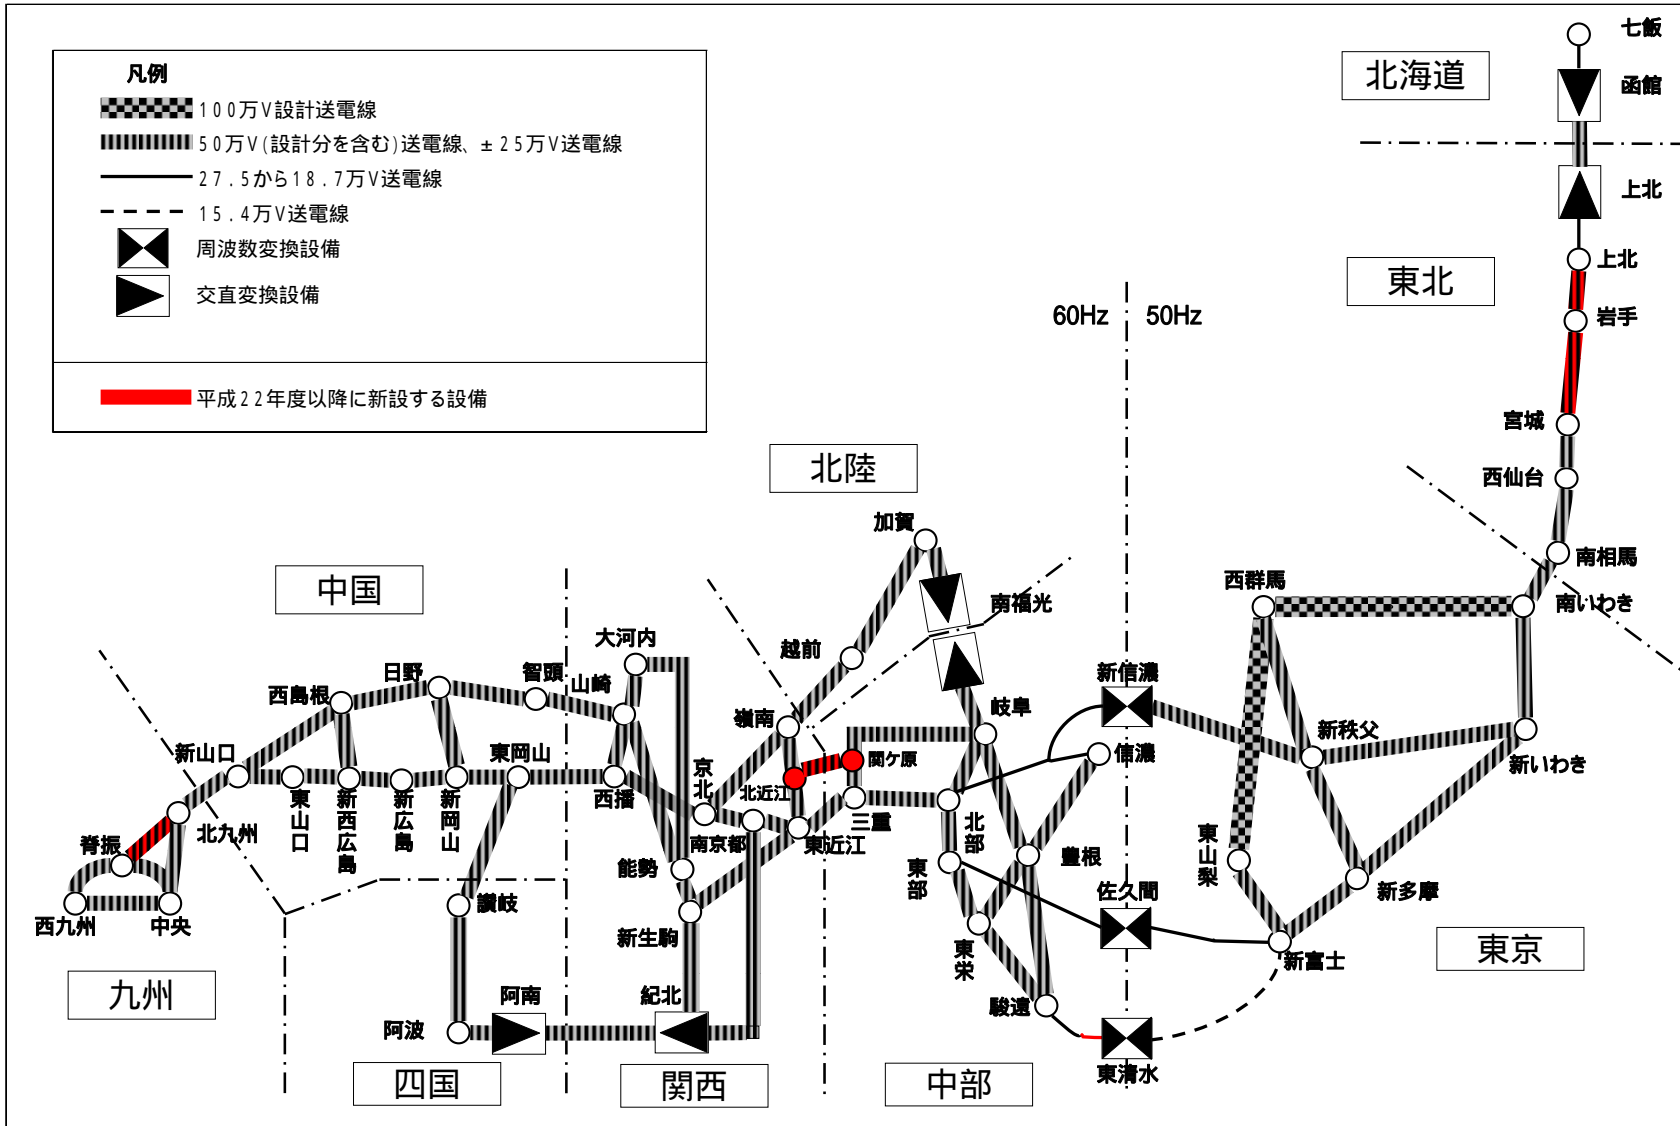 凡例
100万V設計送電線
50万V(設計分を含む)送電線、±25万V送電線
27.5から18.7万V送電線
15.4万V送電線
周波数変換設備
交直変換設備
平成22年度以降に新設する設備
七飯
北海道
函館
上北
上北
東北
岩手
60Hz
50Hz
宮城
西仙台
北陸
加賀
南相馬
中国
西群馬
南福光
南いわき
大河内
越前
日野
智頭
山崎
新信濃
西島根
嶺南
岐阜
新秩父
新山口
東岡山
関ケ原
信濃
新いわき
京北
北近江
西播
東山口
新西広島
新広島
新岡山
北九州
三重
北部
南京都
東近江
脊振
能勢
東部
豊根
東山梨
佐久間
新多摩
讃岐
西九州
中央
新生駒
東栄
新富士
東京
九州
阿南
紀北
駿遠
阿波
東清水
四国
関西
中部